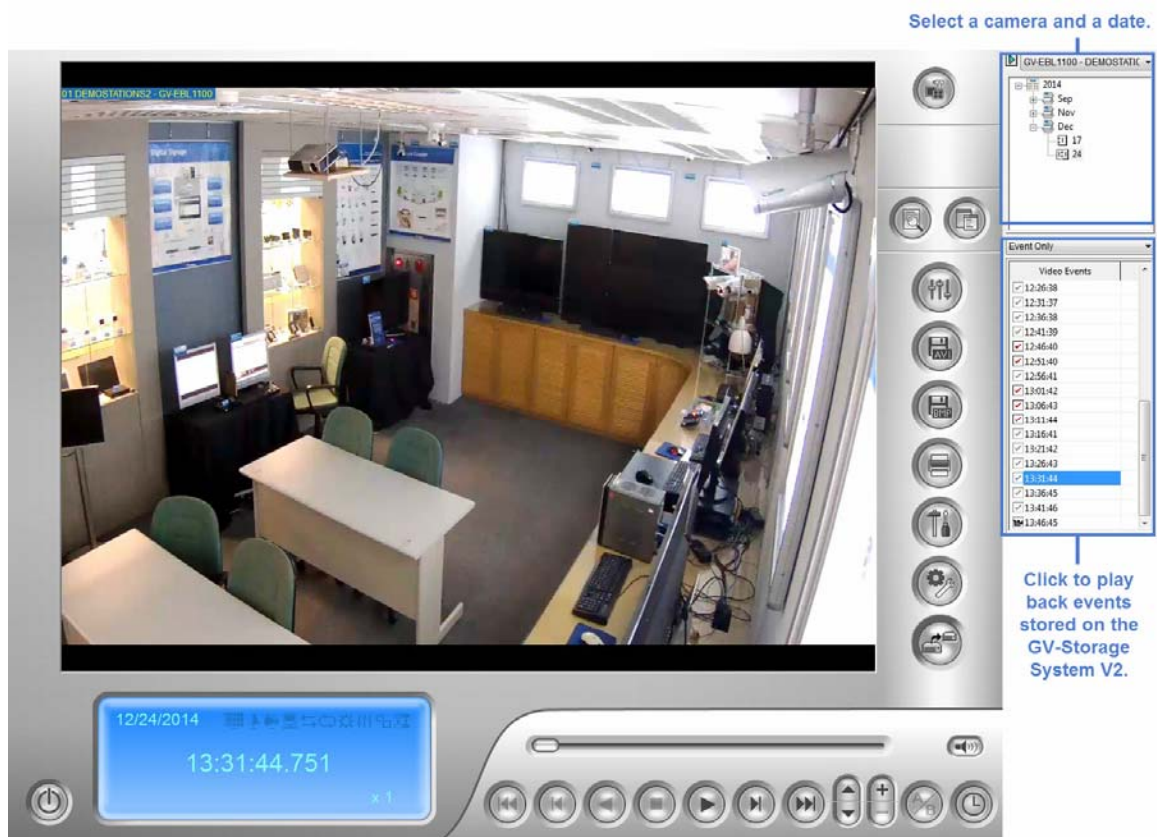 Select a camera and a date.
01 DEMOSTATIONS2 - GV-EBL1100
GV-EBL1100 - DEMOSTATIC
2014
Sep
Nov
Dec
17
24
Event Only
Video Events
12:26:38
12:31:37
12:36:38
12:41:39
12:46:40
12:51:40
12:56:41
13:01:42
13:06:43
13:11:44
13:16:41
13:21:42
13:26:43
13:31:44
13:36:45
13:41:46
13:46:45
Click to play
back events
stored on the
GV-Storage
System V2.
Digital Signage
AVI
BMP
12/24/2014
13:31:44.751
x 1
A/B